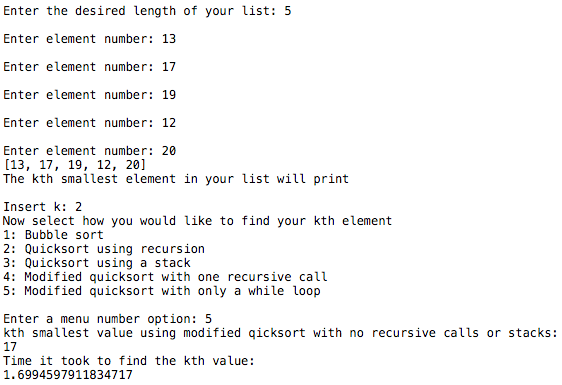 Enter the desired length of your list: 5
Enter element number: 13
Enter element number: 17
Enter element number: 19
Enter element number: 12
Enter element number: 20
[13, 17, 19, 12, 20]
The kth smallest element in your list will print
Insert k: 2
Now select how you would like to find your kth element
1: Bubble sort
2: Quicksort using recursion
3: Quicksort using a stack
4: Modified quicksort with one recursive call
5: Modified quicksort with only a while loop
Enter a menu number option: 5
kth smallest value using modified qicksort with no recursive calls or stacks:
17
Time it took to find the kth value:
1.6994597911834717